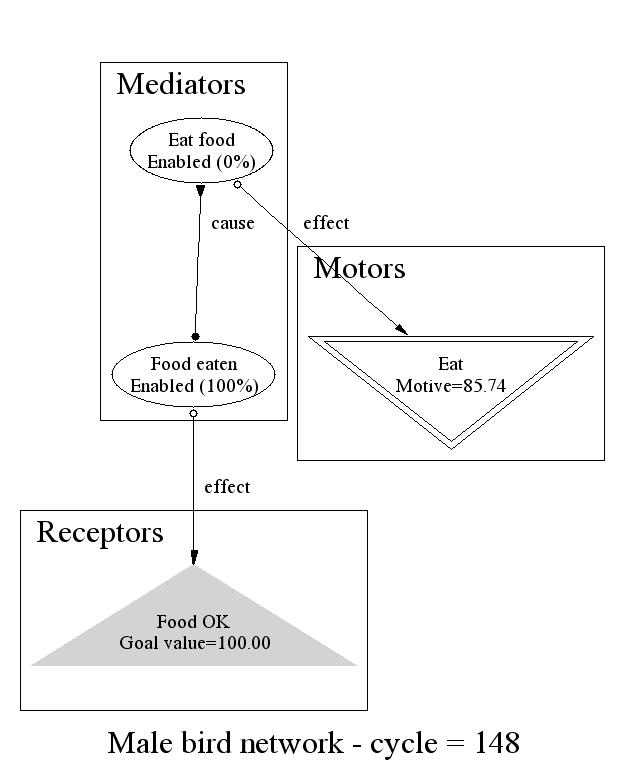 Mediators
Eat food
Enabled (0%)
cause
effect
Motors
Food eaten
Enabled (100%)
Eat
Motive=85.74
effect
Receptors
Food OK
Goal value=100.00
Male bird network - cycle = 148